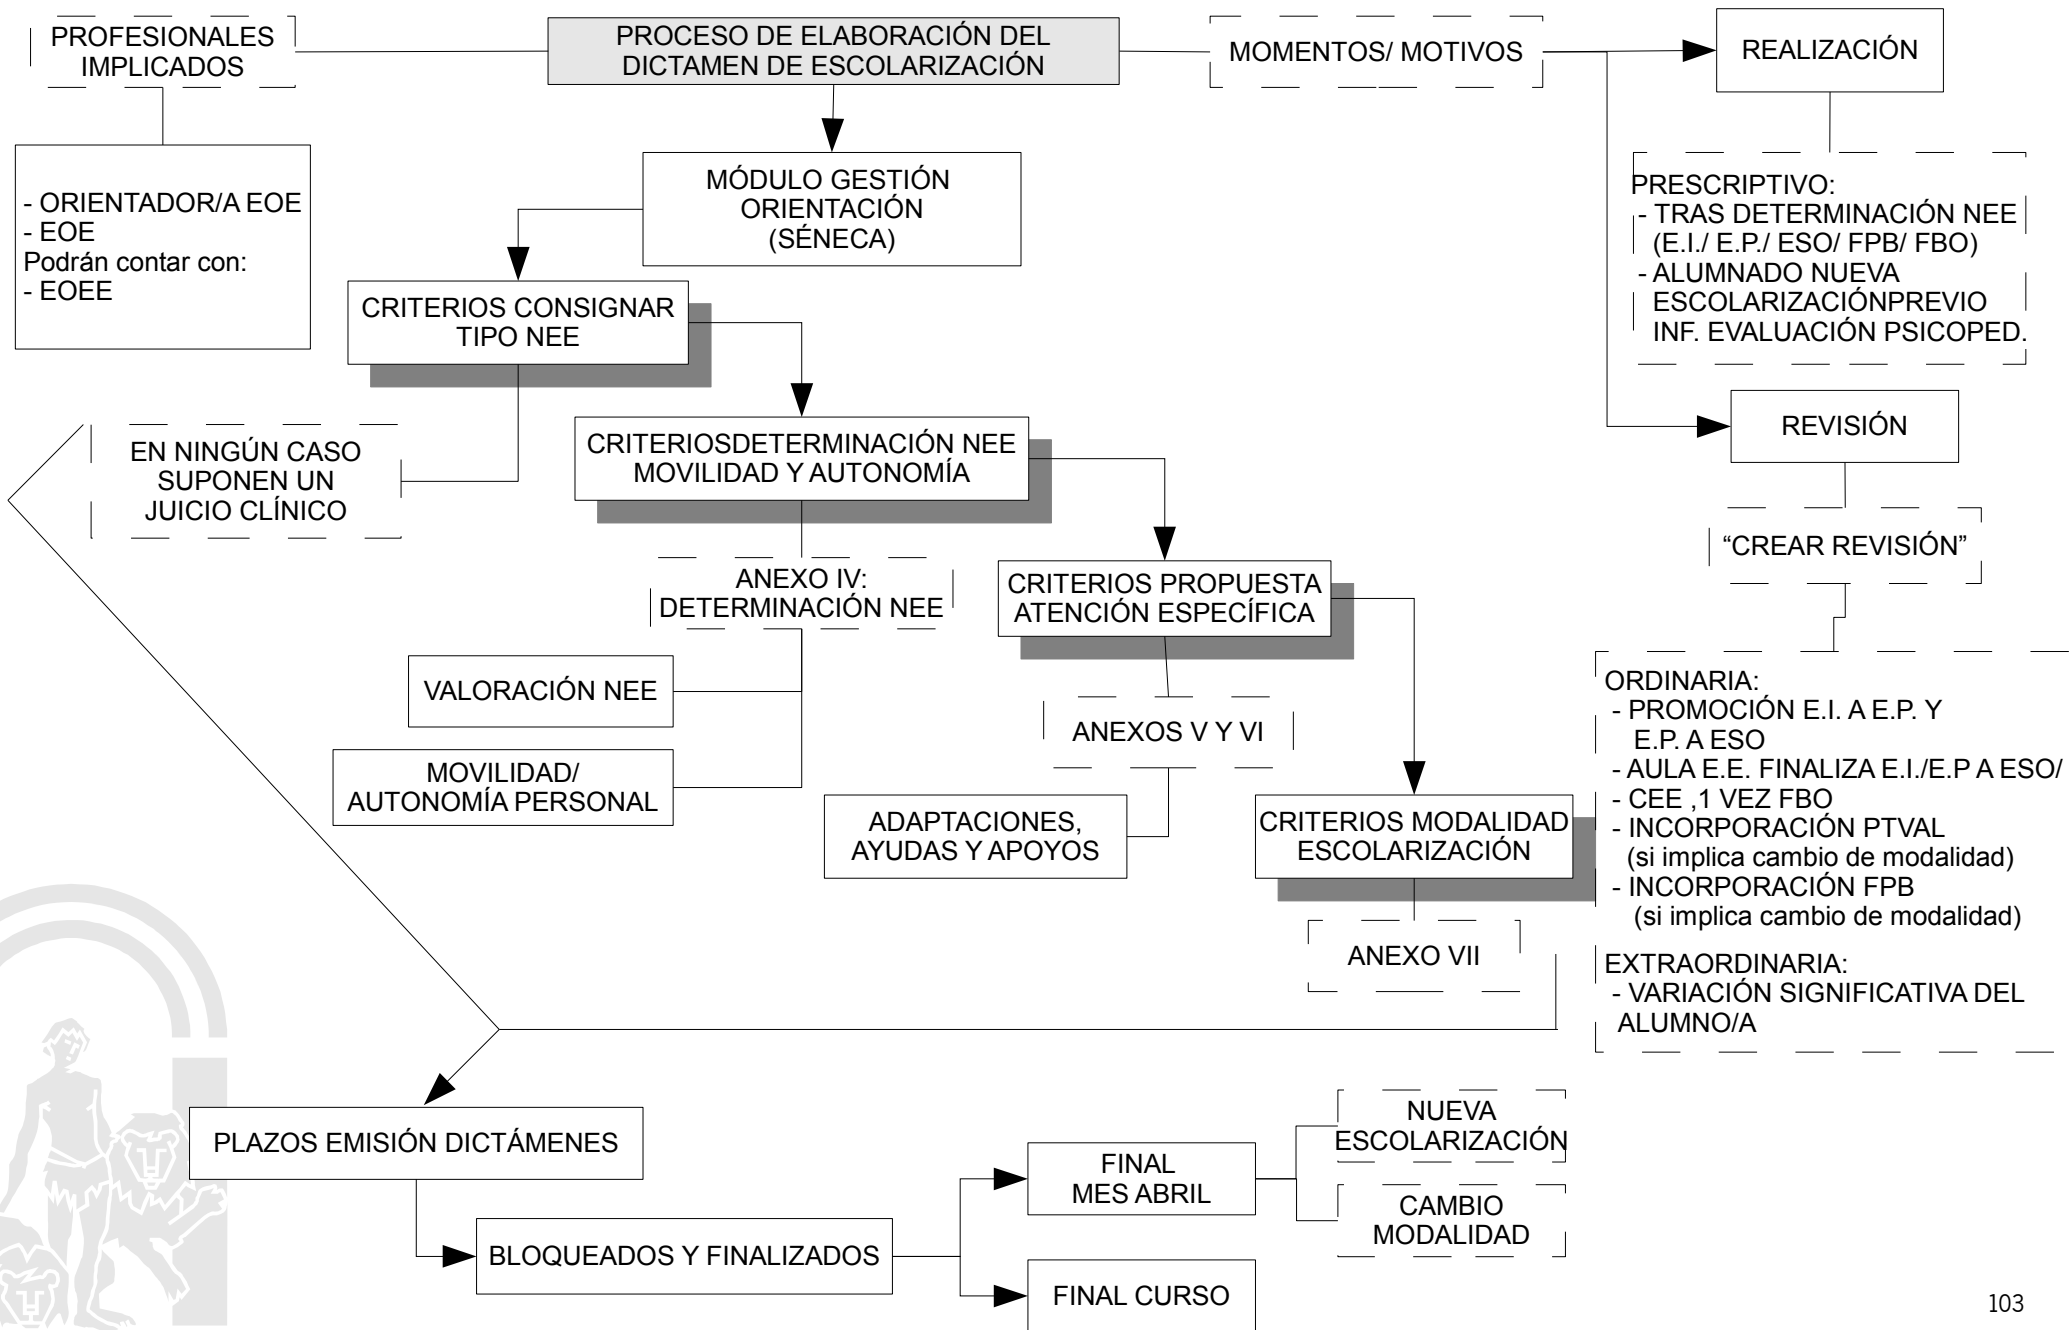 PROFESIONALES
IMPLICADOS
PROCESO DE ELABORACIÓN DEL
DICTAMEN DE ESCOLARIZACIÓN
MOMENTOS/ MOTIVOS
REALIZACIÓN
- ORIENTADOR/A EOE
- EOE
Podrán contar con:
- EOEE
MÓDULO GESTIÓN
ORIENTACIÓN
(SÉNECA)
PRESCRIPTIVO:
- TRAS DETERMINACIÓN NEE
(E.I./ E.P./ ESO/ FPB/ FBO)
- ALUMNADO NUEVA
ESCOLARIZACIÓNPREVIO
INF. EVALUACIÓN PSICOPED.
CRITERIOS CONSIGNAR
TIPO NEE
REVISIÓN
EN NINGÚN CASO
SUPONEN UN
JUICIO CLÍNICO
CRITERIOSDETERMINACIÓN NEE
MOVILIDAD Y AUTONOMÍA
“CREAR REVISIÓN”
ANEXO IV:
DETERMINACIÓN NEE
CRITERIOS PROPUESTA
ATENCIÓN ESPECÍFICA
VALORACIÓN NEE
ANEXOS V Y VI
MOVILIDAD/
AUTONOMÍA PERSONAL
ADAPTACIONES,
AYUDAS Y APOYOS
CRITERIOS MODALIDAD
ESCOLARIZACIÓN
ORDINARIA:
- PROMOCIÓN E.I. A E.P. Y
E.P. A ESO
- AULA E.E. FINALIZA E.I./E.P A ESO/
- CEE ,1 VEZ FBO
- INCORPORACIÓN PTVAL
(si implica cambio de modalidad)
- INCORPORACIÓN FPB
(si implica cambio de modalidad)
EXTRAORDINARIA:
- VARIACIÓN SIGNIFICATIVA DEL
ALUMNO/A
ANEXO VII
PLAZOS EMISIÓN DICTÁMENES
BLOQUEADOS Y FINALIZADOS
FINAL
MES ABRIL
NUEVA
ESCOLARIZACIÓN
CAMBIO
MODALIDAD
FINAL CURSO
103